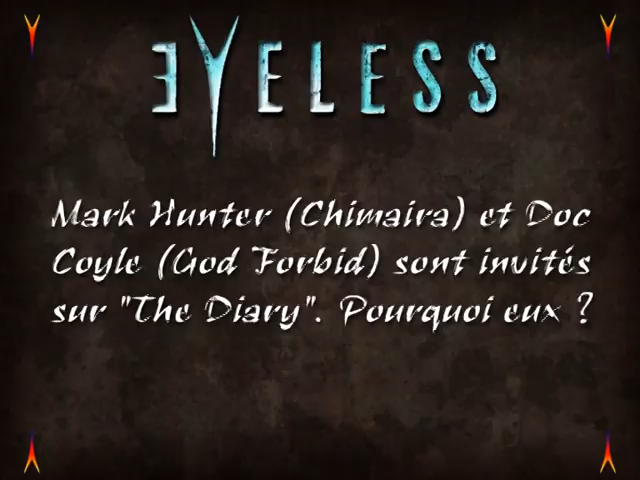 EYELESS
Mark Hunter (Chimaira) et Doc
Coyle (God Forbid) sont invités
sur "The Diary". Pourquoi eux ?